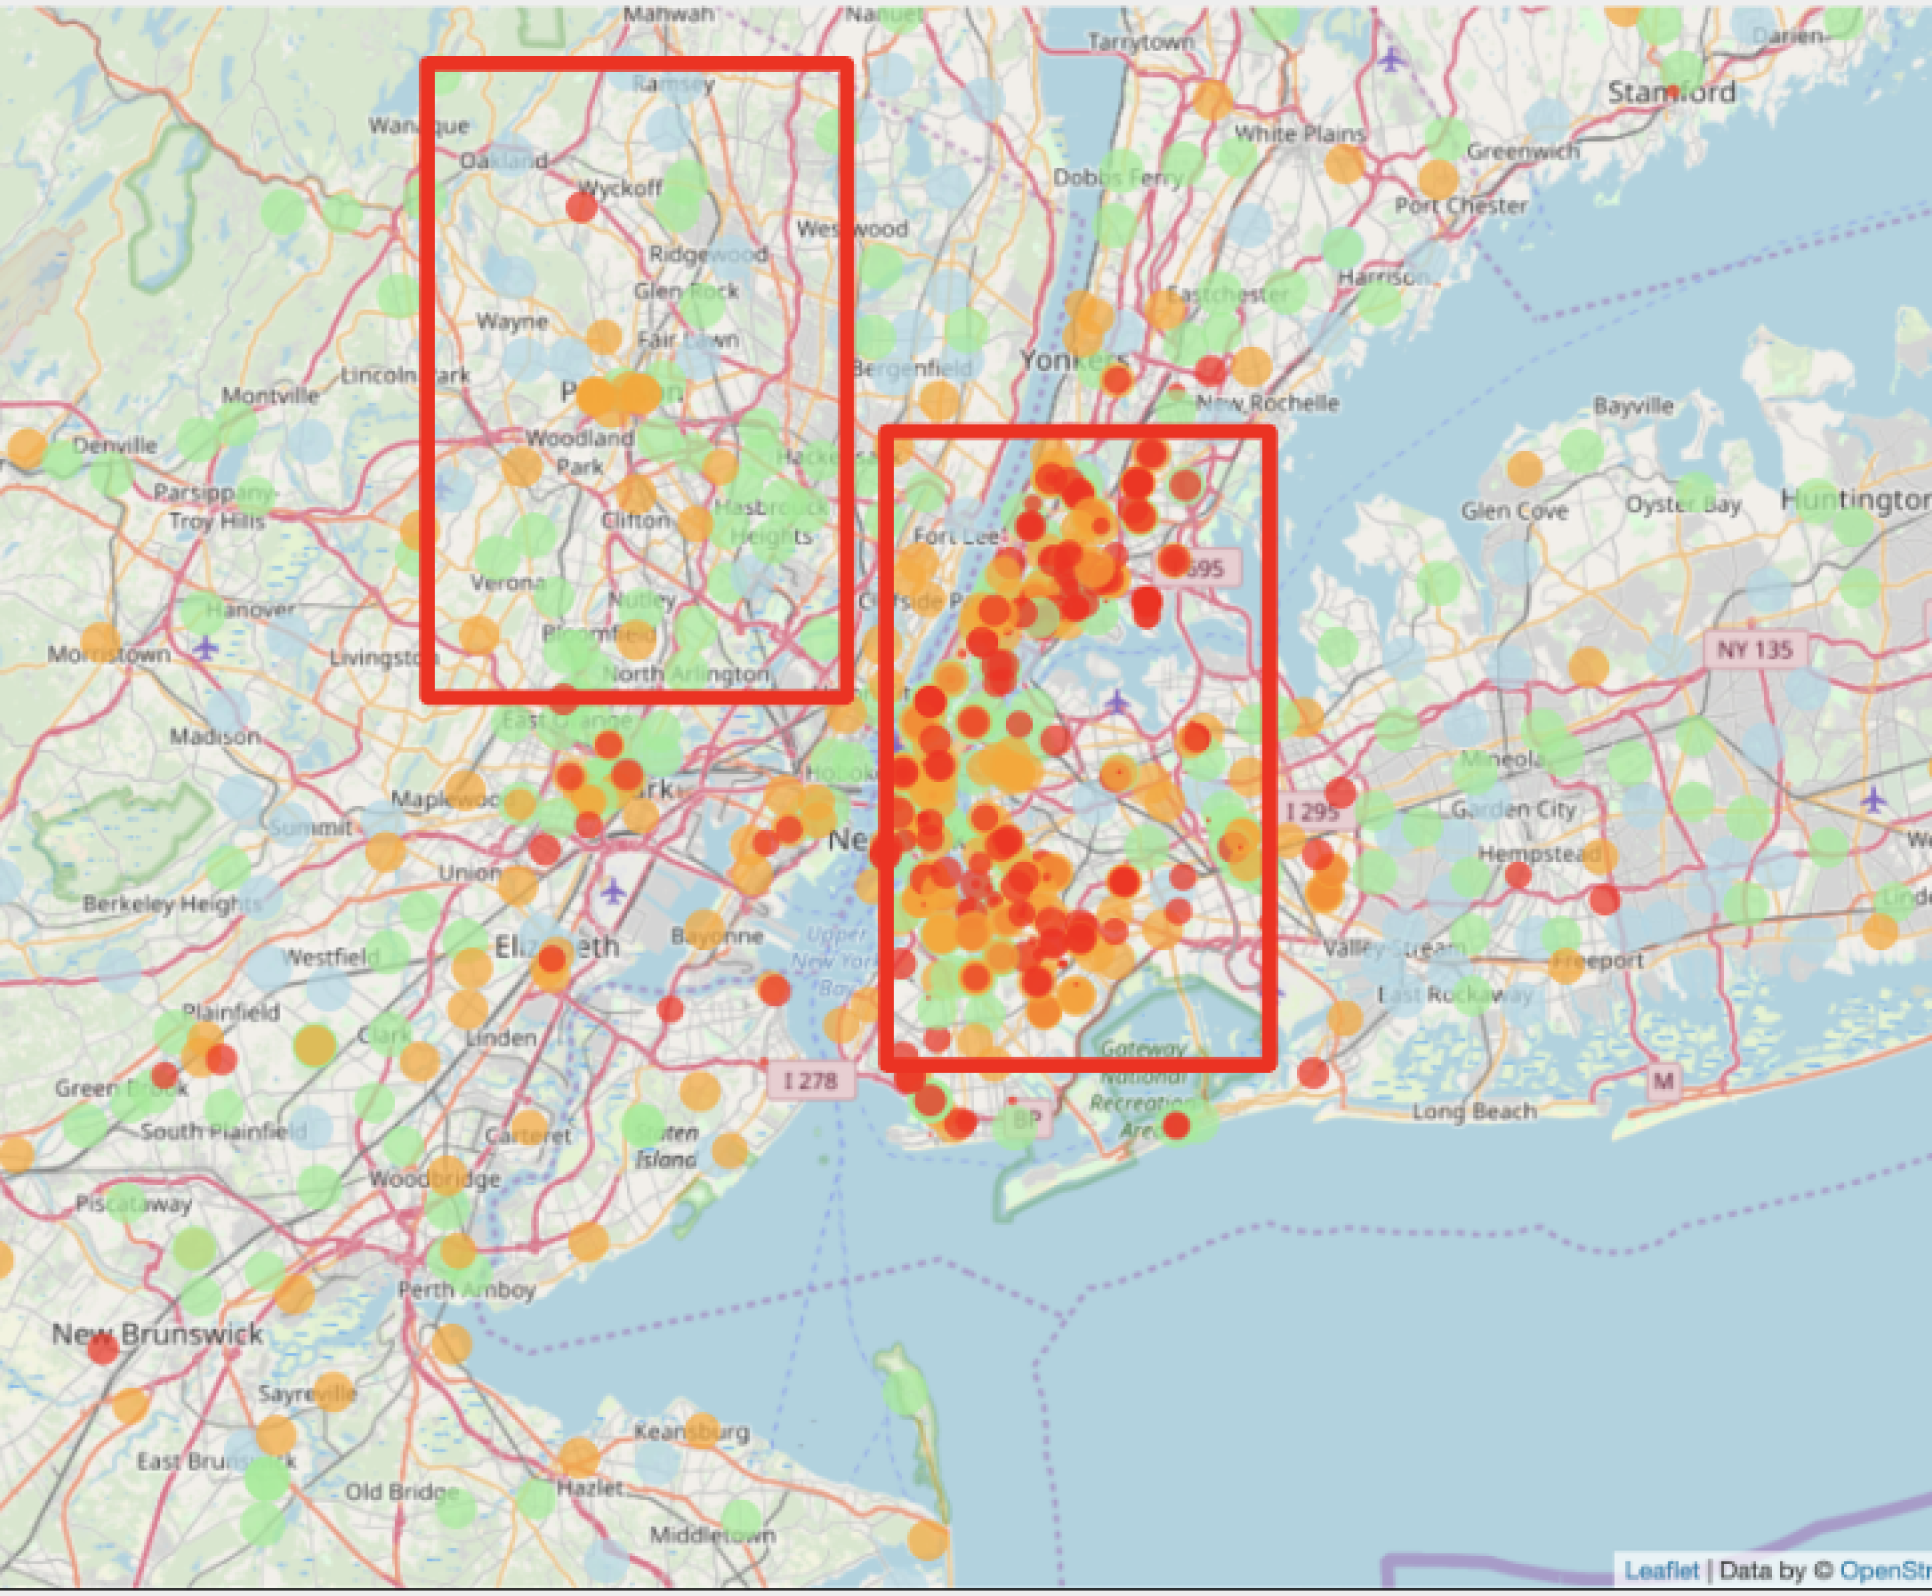 Mahwah
Nanuet
Tarrytown
Darien
Ramsey
Stamford
Wanaque
White Plains
Greenwich
Oakland
Wyckoff
Dobbs Ferry
Port Chester
Westwood
Ridgewood
Harrison
Glen Rock
Eastchester
Wayne
Fair Lawn
Yonkers
Bergenfield
Lincoln Park
Montville
New Rochelle
Bayville
Denville
Woodland
Park
Hackensack
Parsippany-
Troy Hills
Hasbrouck
Heights
Clifton
Glen Cove
Oyster Bay
Huntington
Fort Lee
695
Verona
Nutley
Hanover
Cliffside P
Bloomfield
Morristown
Livingston
NY 135
North Arlington
East Orange
Madison
Mineola
Hobok
Maplewood
ark
Garden City
I 295
Summit
Ne
Hempstead
Union
Berkeley Heights
Elizabeth
Bayonne
Upper
New York
Bay
Westfield
Valley Stream
Freeport
East Rockaway
Plainfield
Clark
Linden
Gateway
National
Recreation
Area
Green Brook
I 278
M
BP
Long Beach
South Plainfield
Carteret
Staten
Island
Woodbridge
Piscataway
Perth Amboy
New Brunswick
Sayreville
Keansburg
East Brunswick
Old Bridge
Hazlet
Middletown
Leaflet | Data by © OpenStr